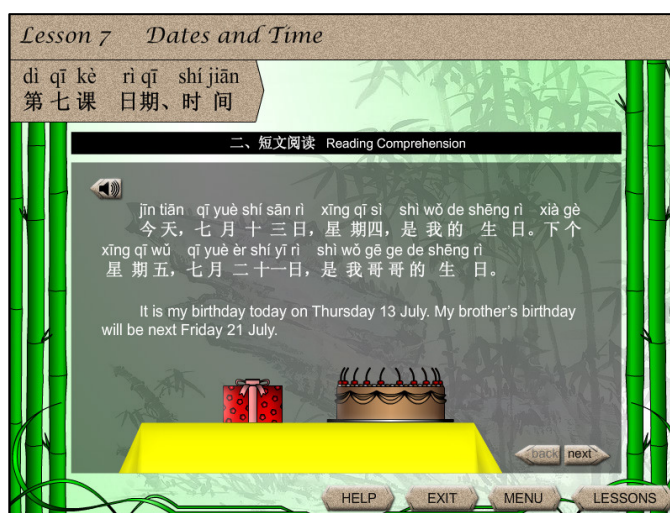 Lesson 7 Dates and Time
dì qī kè rì qī shí jiān
第七课 日期、时间
二、短文阅读 Reading Comprehension
jīn tiān qī yuè shí sān rì xīng qī sì shì wǒ de shēng rì xià gè
今天，七月十三日，星期四，是我的生日。下个
xīng qī wǔ qī yuè èr shí yī rì shì wǒ gē ge de shēng rì
星期五，七月二十一日，是我哥哥的生日。
It is my birthday today on Thursday 13 July. My brother's birthday
will be next Friday 21 July.
back next
HELP EXIT MENU LESSONS